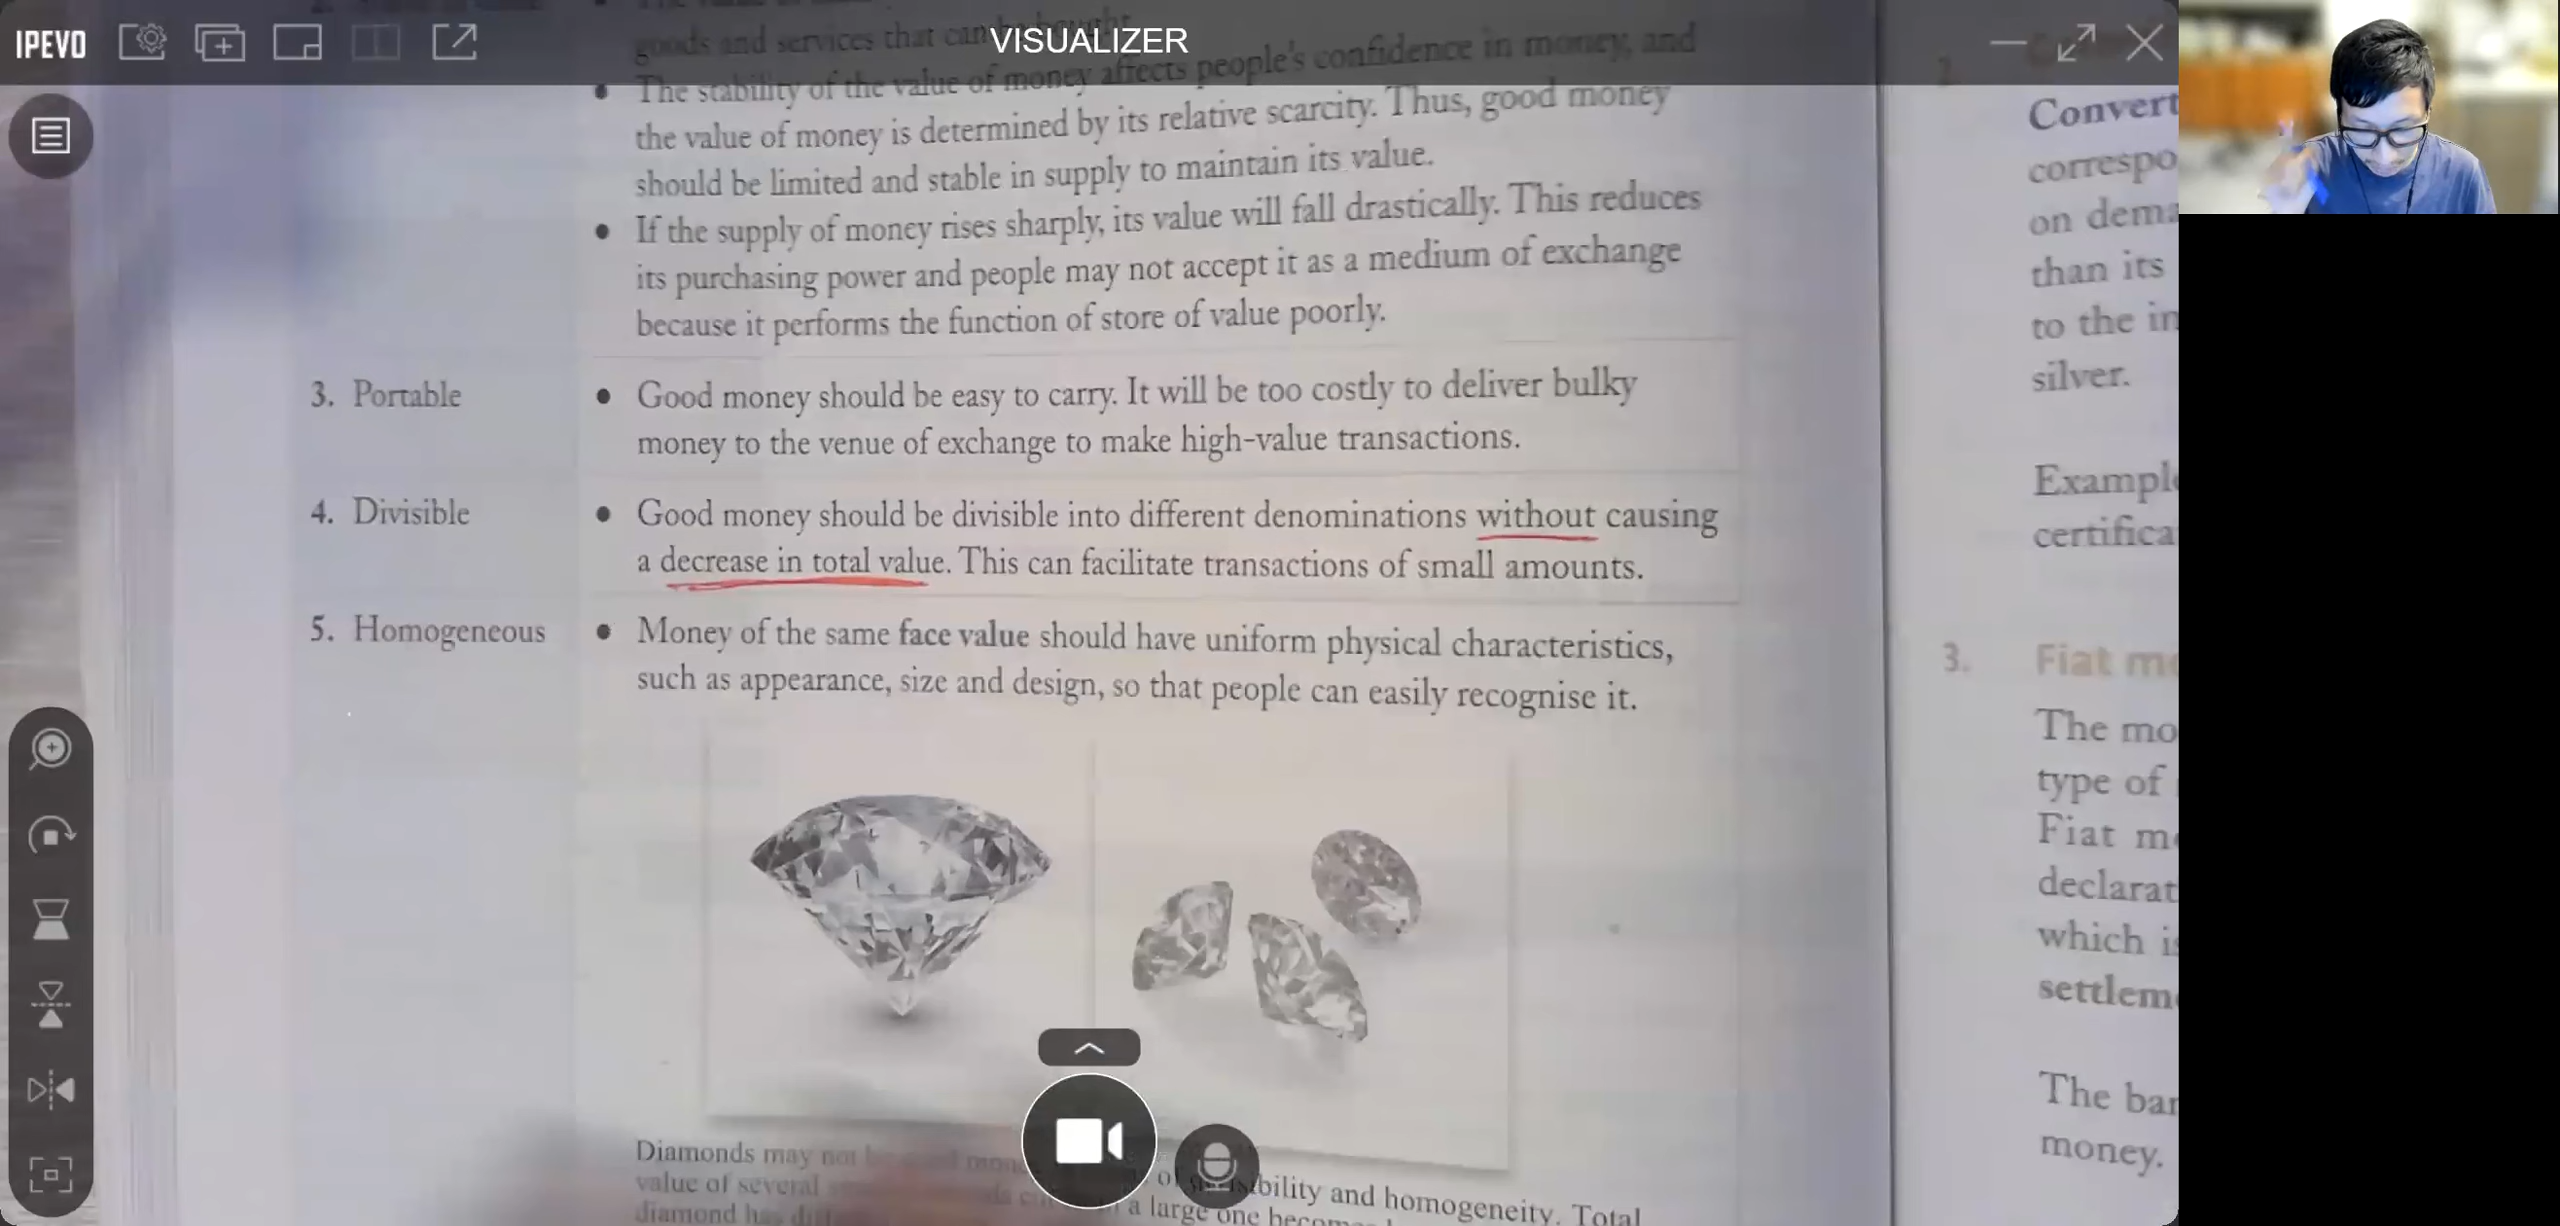 IPEVO
VISUALIZER
goods and services that can be bought.
The stability of the value of money affects people's confidence in money, and
the value of money is determined by its relative scarcity. Thus, good money
should be limited and stable in supply to maintain its value.
If the supply of money rises sharply, its value will fall drastically. This reduces
its purchasing power and people may not accept it as a medium of exchange
because it performs the function of store of value poorly.
3. Portable
Good money should be easy to carry. It will be too costly to deliver bulky
money to the venue of exchange to make high-value transactions.
4. Divisible
Good money should be divisible into different denominations without causing
a decrease in total value. This can facilitate transactions of small amounts.
5. Homogeneous
Money of the same face value should have uniform physical characteristics,
such as appearance, size and design, so that people can easily recognise it.
Diamonds may not of and homogeneity. Total
value of several a large one
diamond has
2.
Convert
correspo
on dema
than its
to the in
silver.
Example
certifica
3. Fiat mo
The mo
type of
Fiat m
declarat
which is
settlem
The ban
money.